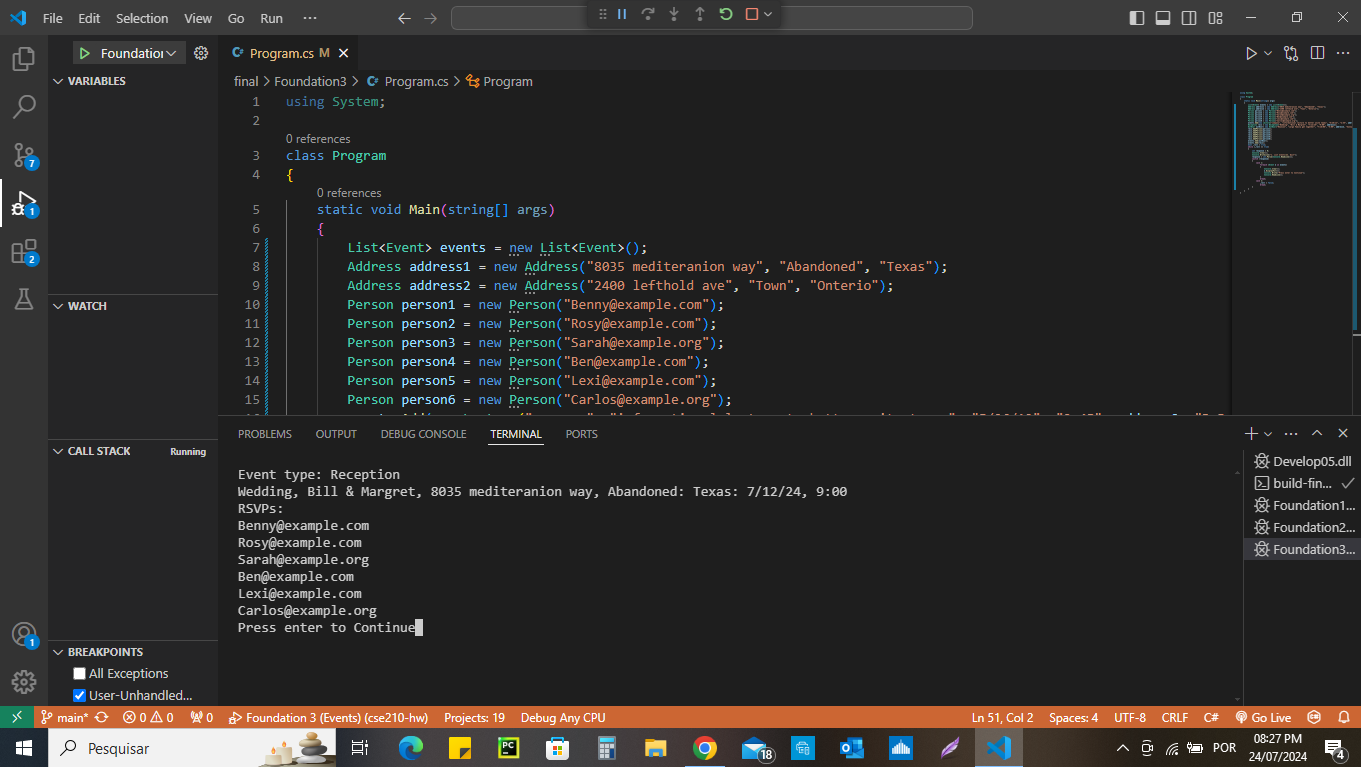 File Edit Selection View Go Run ···
Foundation
Program.cs M
VARIABLES
final > Foundation3 > Program.cs > Program
1 using System;
2
0 references
3 class Program
4 {
0 references
5 static void Main(string[] args)
6 {
7 List<Event> events = new List<Event>();
8 Address address1 = new Address("8035 mediteranion way", "Abandoned", "Texas");
9 Address address2 = new Address("2400 lefthold ave", "Town", "Onterio");
10 Person person1 = new Person("Benny@example.com");
11 Person person2 = new Person("Rosy@example.com");
12 Person person3 = new Person("Sarah@example.org");
13 Person person4 = new Person("Ben@example.com");
14 Person person5 = new Person("Lexi@example.com");
15 Person person6 = new Person("Carlos@example.org");
WATCH
CALL STACK Running
BREAKPOINTS
All Exceptions
User-Unhandled...
7
1
2
1
PROBLEMS OUTPUT DEBUG CONSOLE TERMINAL PORTS
Event type: Reception
Wedding, Bill & Margret, 8035 mediteranion way, Abandoned: Texas: 7/12/24, 9:00
RSVPs:
Benny@example.com
Rosy@example.com
Sarah@example.org
Ben@example.com
Lexi@example.com
Carlos@example.org
Press enter to Continue
Develop05.dll
build-fin...
Foundation1...
Foundation2...
Foundation3...
main* 0 0 0 Foundation 3 (Events) (cse210-hw) Projects: 19 Debug Any CPU Ln 51, Col 2 Spaces: 4 UTF-8 CRLF C# Go Live
Pesquisar PC 18 POR 08:27 PM
24/07/2024 4